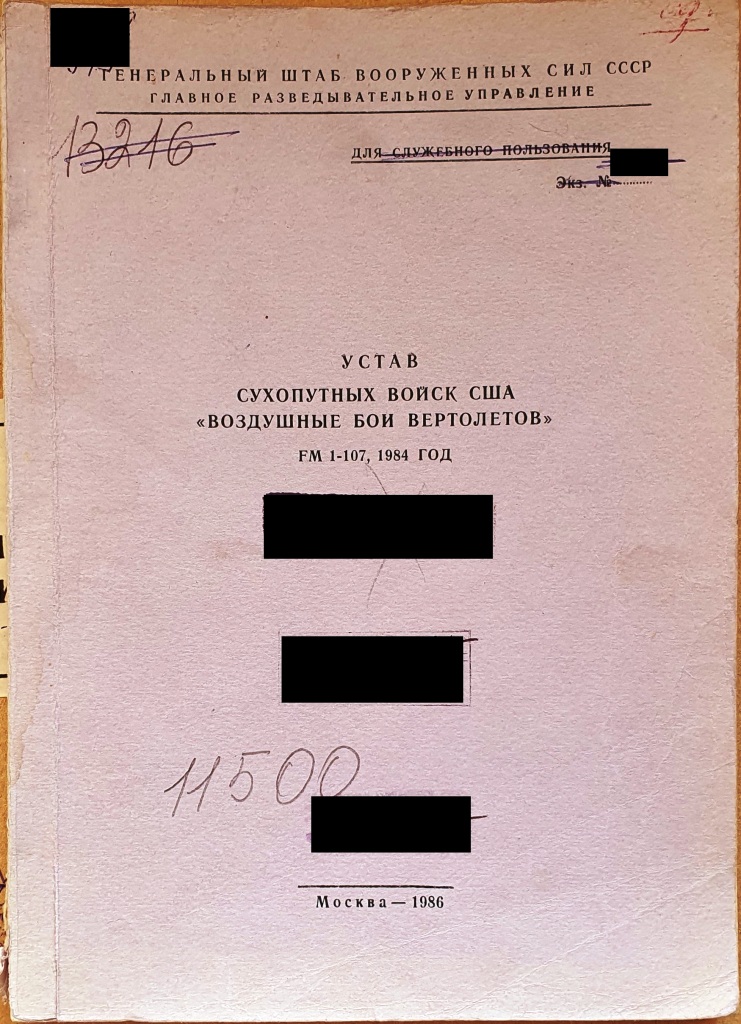 ГЕНЕРАЛЬНЫЙ ШТАБ ВООРУЖЕННЫХ СИЛ СССР
ГЛАВНОЕ РАЗВЕДЫВАТЕЛЬНОЕ УПРАВЛЕНИЕ
13216
ДЛЯ СЛУЖЕБНОГО ПОЛЬЗОВАНИЯ
Экз. №
УСТАВ
СУХОПУТНЫХ ВОЙСК США
«ВОЗДУШНЫЕ БОИ ВЕРТОЛЕТОВ»
FM 1-107, 1984 ГОД
11500
Москва — 1986